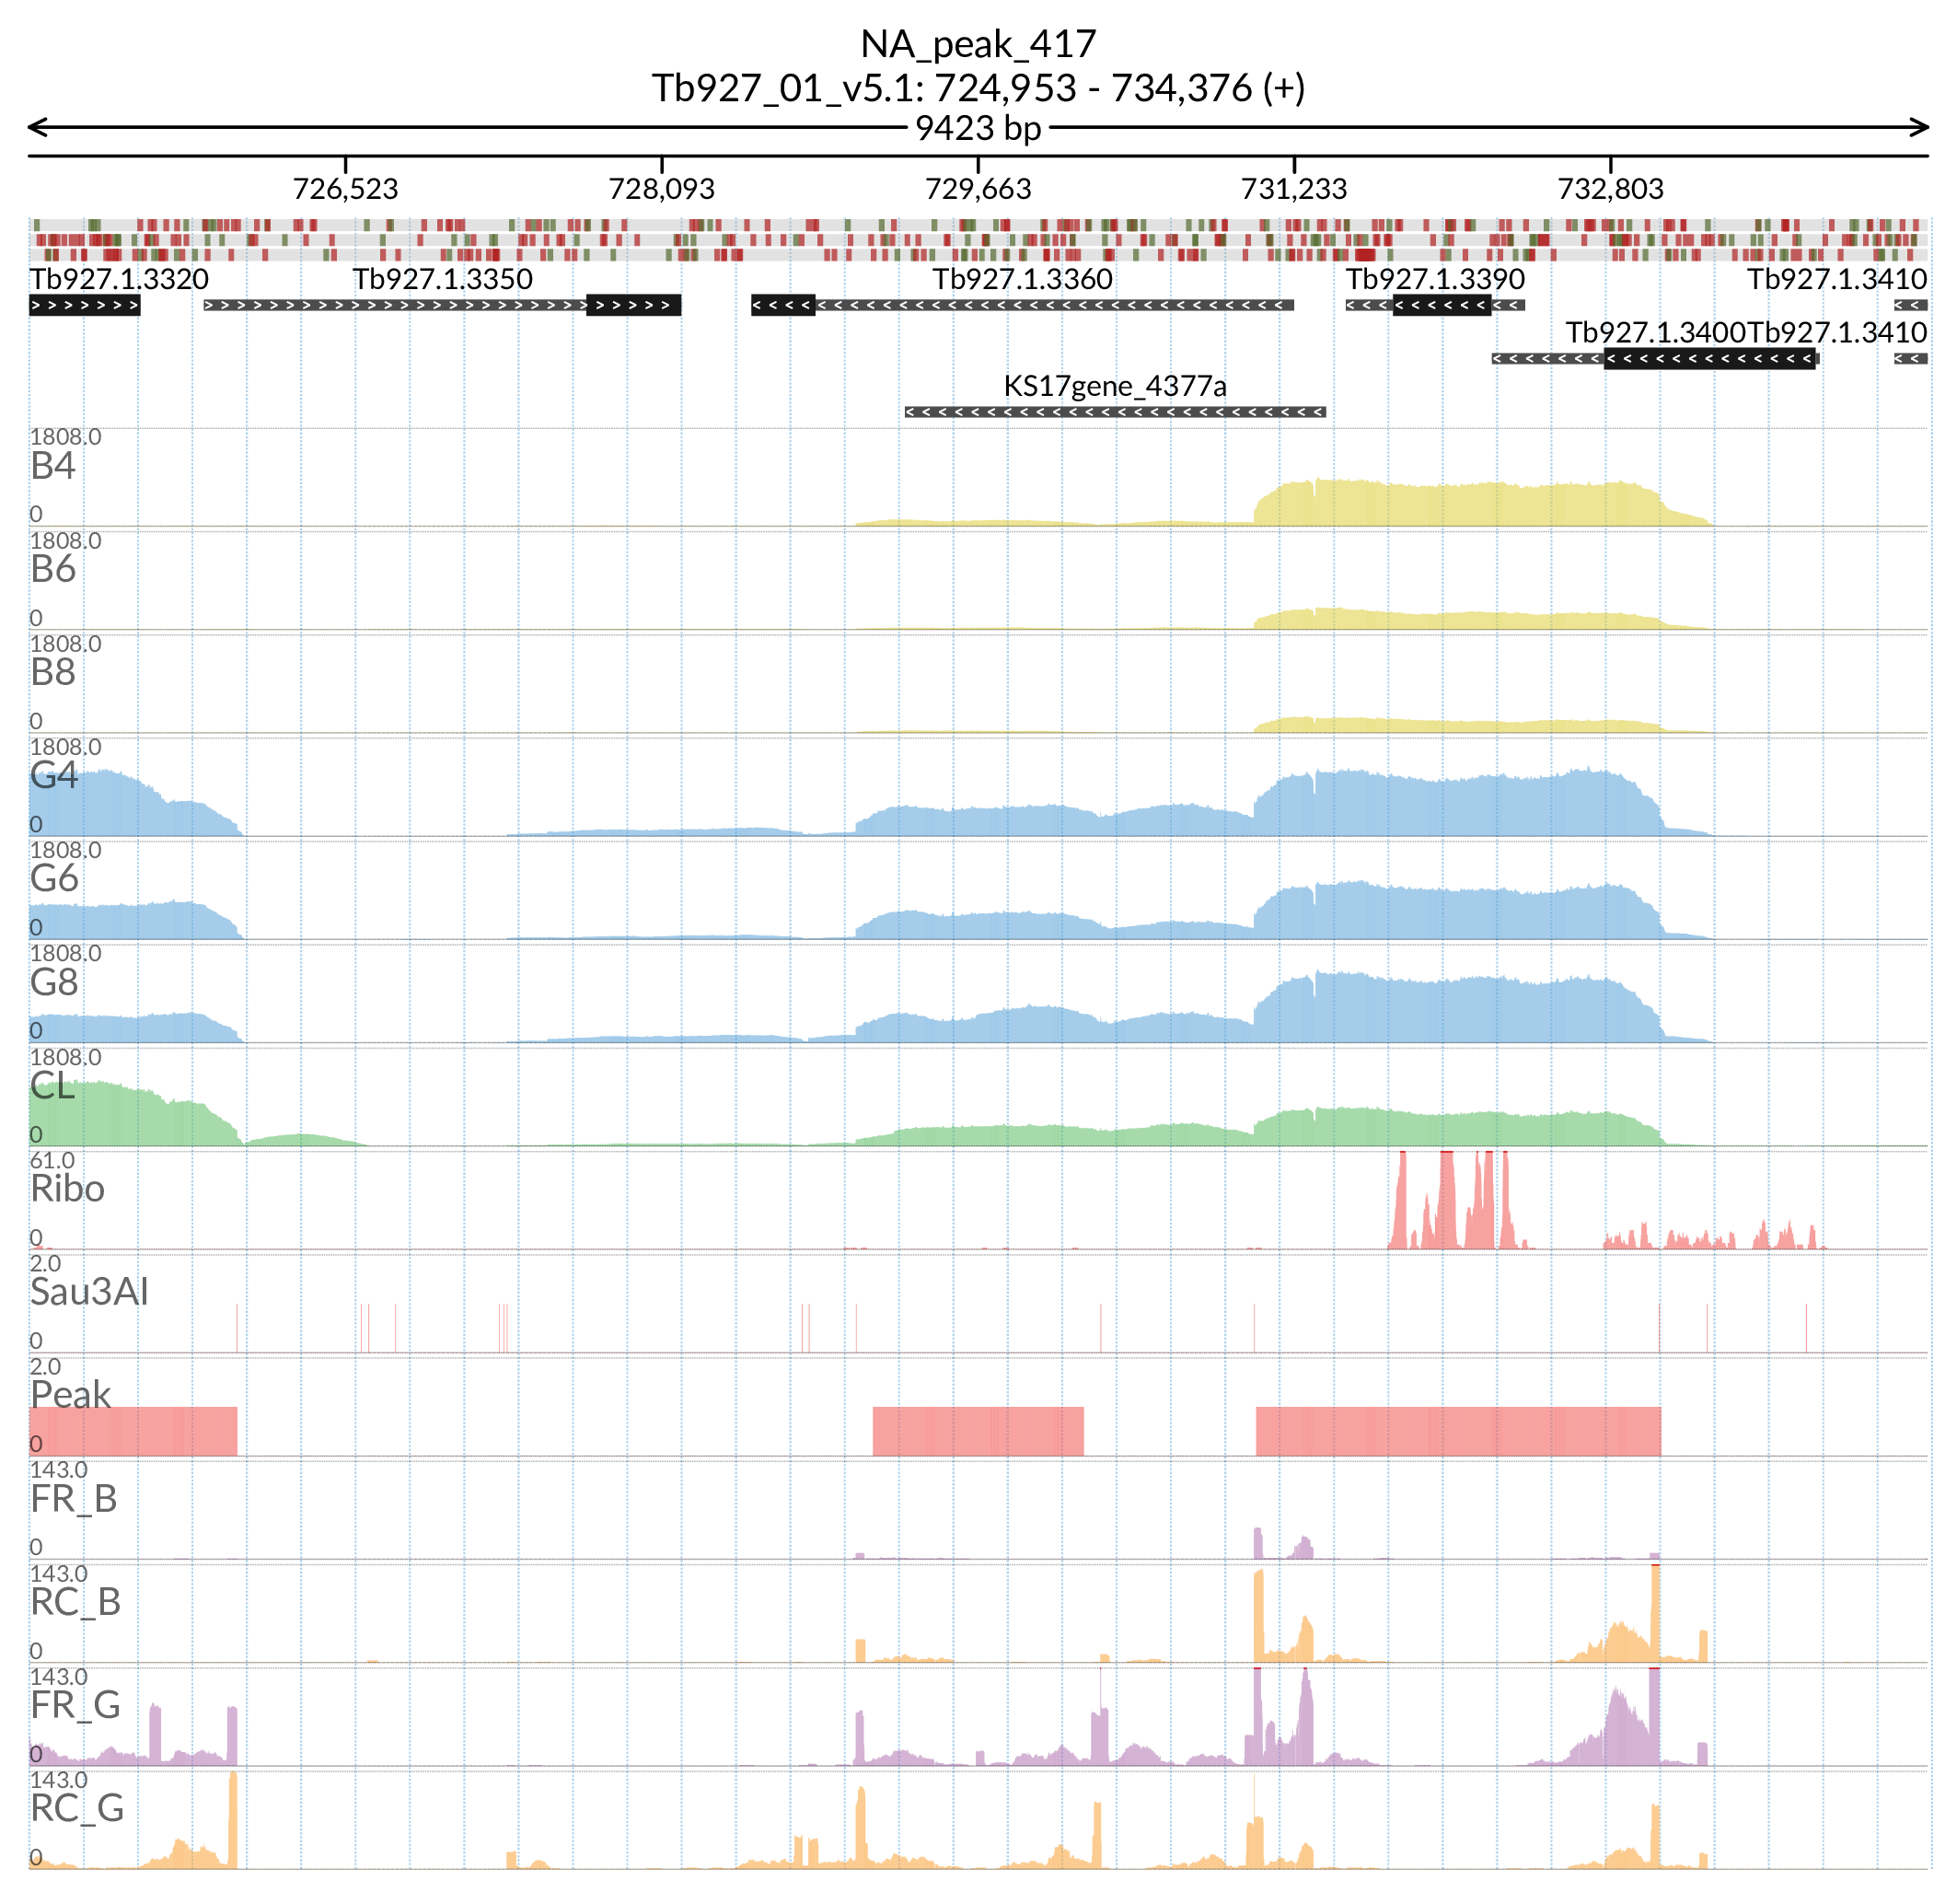 NA_peak_417
Tb927_01_v5.1: 724,953 - 734,376 (+)
9423 bp
726,523 728,093 729,663 731,233 732,803
Tb927.1.3320 Tb927.1.3350 Tb927.1.3360 Tb927.1.3390 Tb927.1.3410
Tb927.1.3400Tb927.1.3410
KS17gene_4377a
1808.0
B4
0
1808.0
B6
0
1808.0
B8
0
1808.0
G4
0
1808.0
G6
0
1808.0
G8
0
1808.0
CL
0
61.0
Ribo
0
2.0
Sau3AI
0
2.0
Peak
0
143.0
FR_B
0
143.0
RC_B
0
143.0
FR_G
0
143.0
RC_G
0